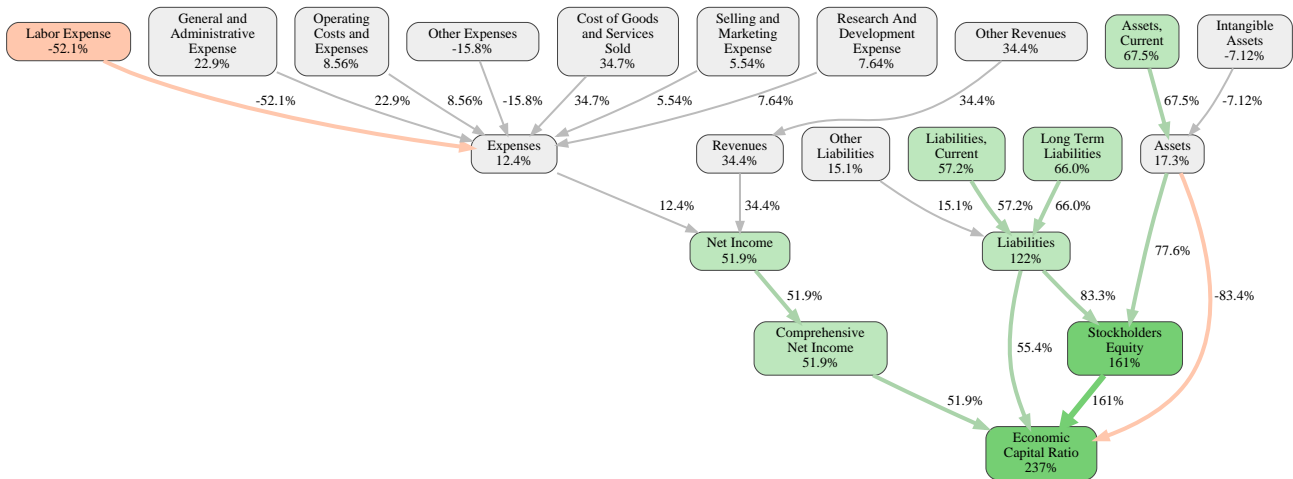 Labor Expense
-52.1%
General and
Administrative
Expense
22.9%
Operating
Costs and
Expenses
8.56%
Other Expenses
-15.8%
Cost of Goods
and Services
Sold
34.7%
Selling and
Marketing
Expense
5.54%
Research And
Development
Expense
7.64%
Other Revenues
34.4%
Assets,
Current
67.5%
Intangible
Assets
-7.12%
-52.1%
22.9%
8.56%
-15.8%
34.7%
5.54%
7.64%
34.4%
67.5%
-7.12%
Expenses
12.4%
Revenues
34.4%
Other
Liabilities
15.1%
Liabilities,
Current
57.2%
Long Term
Liabilities
66.0%
Assets
17.3%
12.4%
34.4%
15.1%
57.2%
66.0%
Net Income
51.9%
Liabilities
122%
77.6%
51.9%
83.3%
-83.4%
Comprehensive
Net Income
51.9%
55.4%
Stockholders
Equity
161%
51.9%
161%
Economic
Capital Ratio
237%